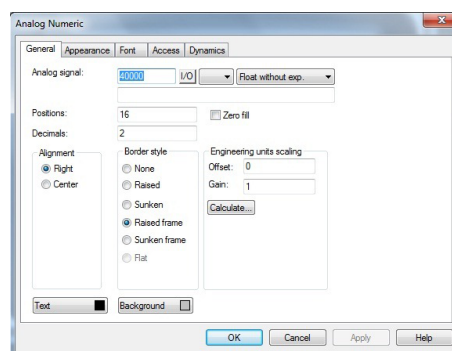 Analog Numeric
General Appearance Font Access Dynamics
Analog signal: 40000 I/O Float without exp.
Positions: 16 Zero fill
Decimals: 2
Alignment Border style Engineering units scaling
Right None Offset: 0
Center Raised Gain: 1
Sunken Calculate...
Raised frame
Sunken frame
Flat
Text Background
OK Cancel Apply Help